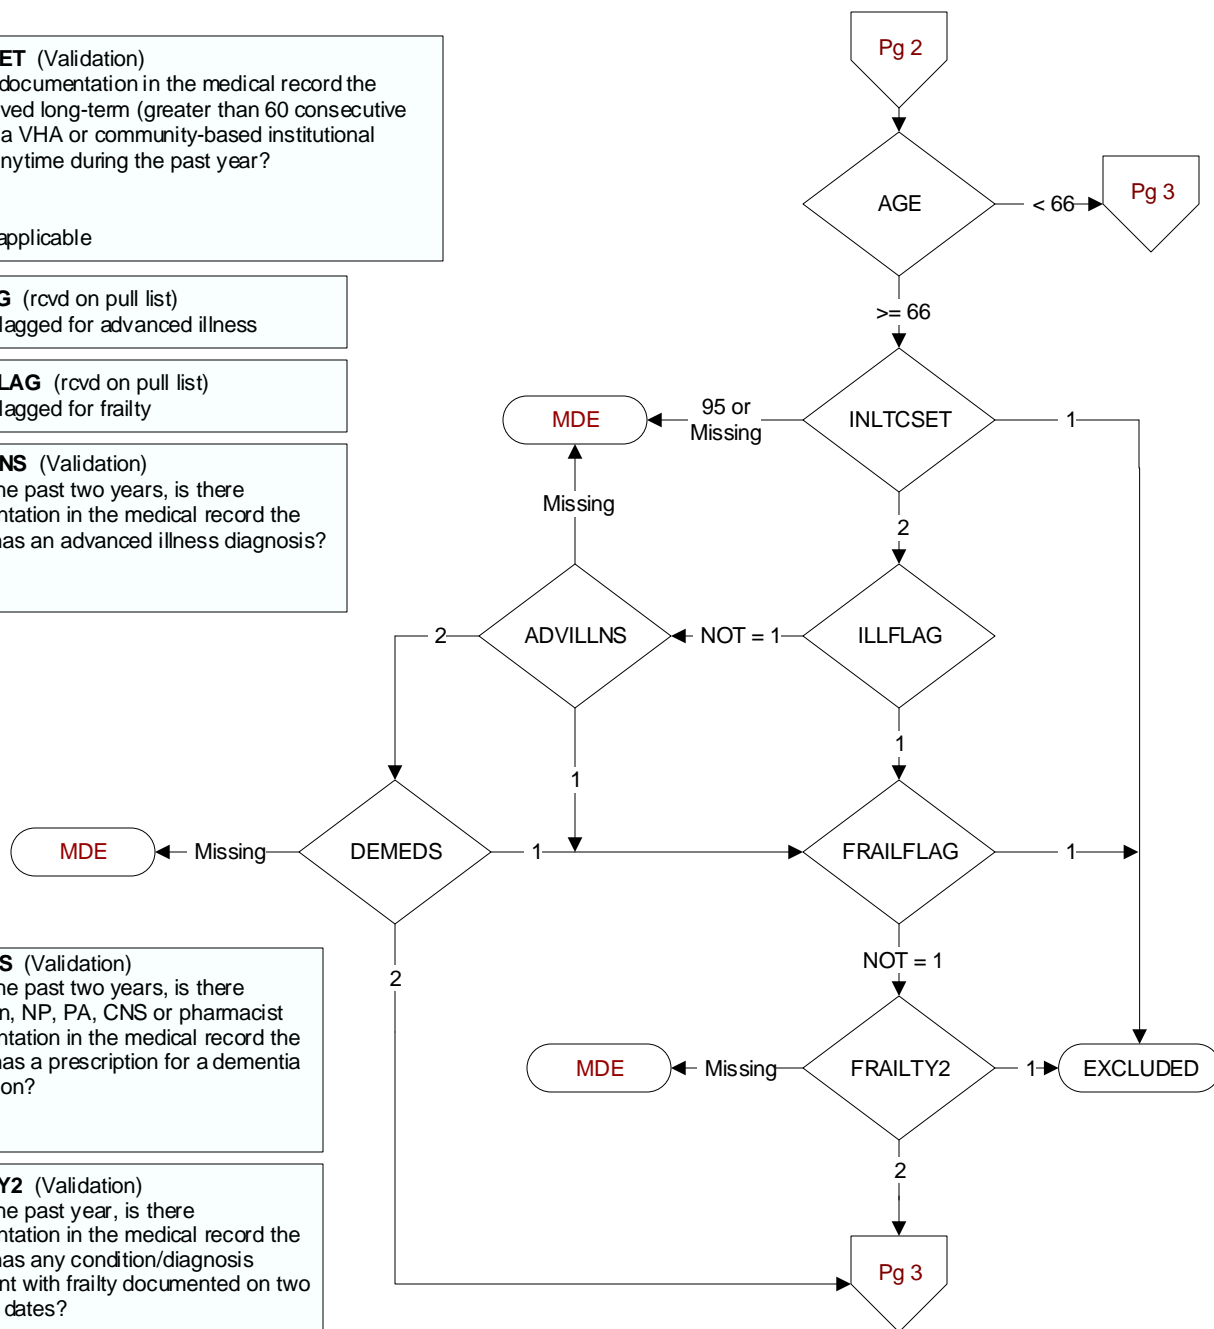 ET (Validation)
documentation in the medical record the
ved long-term (greater than 60 consecutive
a VHA or community-based institutional
nytime during the past year?
applicable
G (rcvd on pull list)
lagged for advanced illness
LAG (rcvd on pull list)
lagged for frailty
NS (Validation)
ne past two years, is there
ntation in the medical record the
has an advanced illness diagnosis?
S (Validation)
ne past two years, is there
n, NP, PA, CNS or pharmacist
ntation in the medical record the
has a prescription for a dementia
on?
Y2 (Validation)
ne past year, is there
ntation in the medical record the
has any condition/diagnosis
nt with frailty documented on two
dates?
Pg 2
AGE
< 66
Pg 3
>= 66
MDE
95 or
Missing
INLTCSET
1
Missing
2
2
ADVILLNS
NOT = 1
ILLFLAG
1
1
MDE
Missing
DEMEDS
1
FRAILFLAG
1
2
NOT = 1
MDE
Missing
FRAILTY2
1
EXCLUDED
2
Pg 3